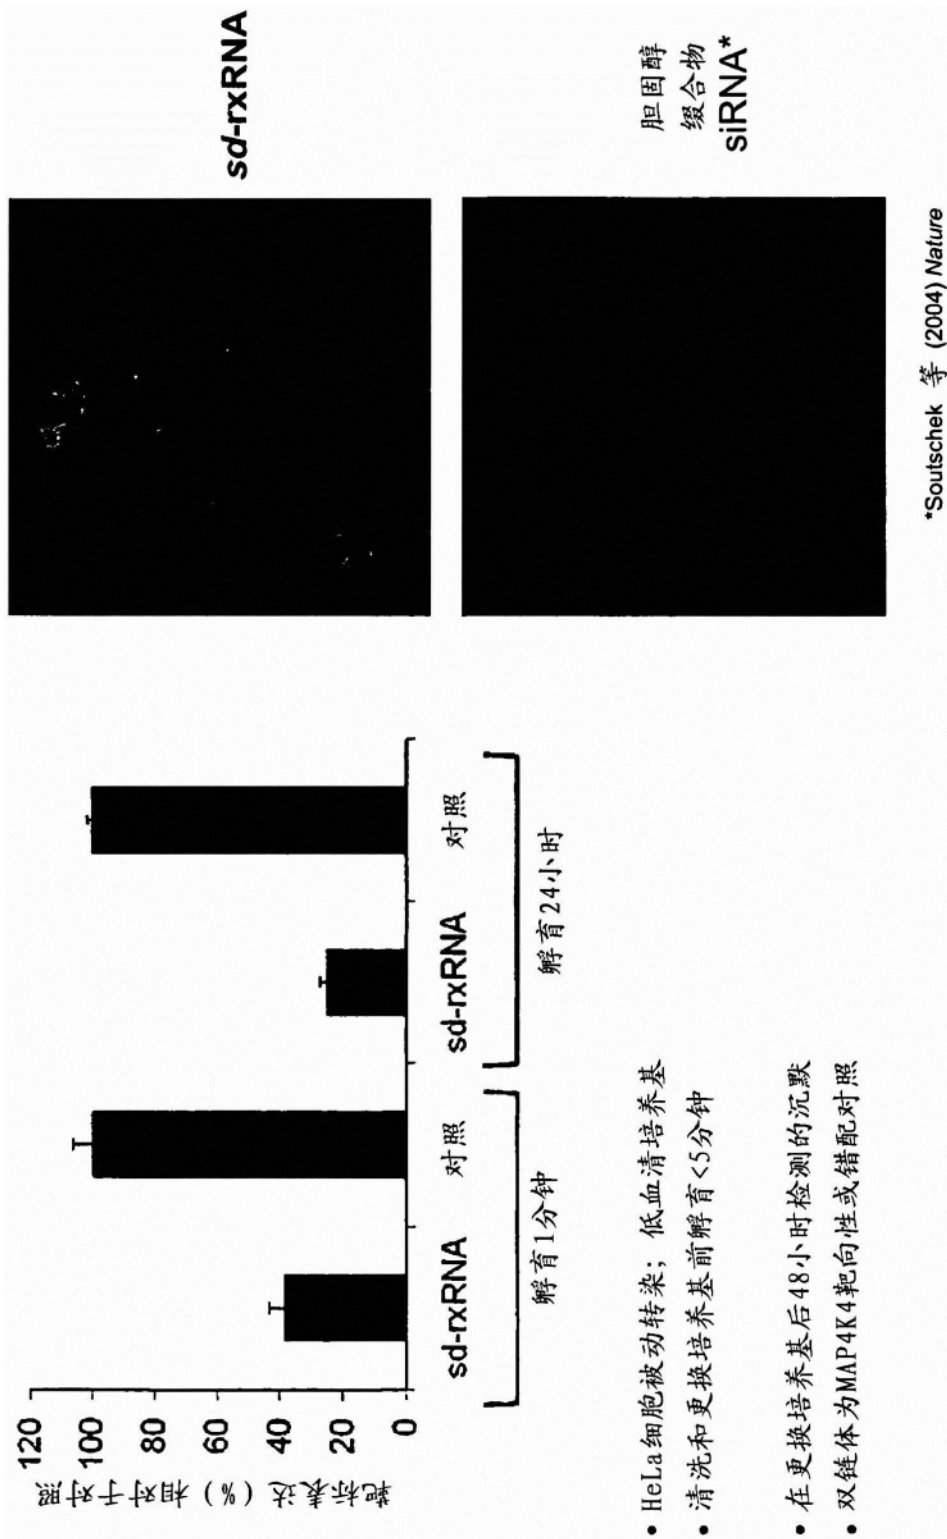 靶标表达（%）相对于对照
120
100
80
60
40
20
0
sd-rxRNA
对照
sd-rxRNA
对照
孵育1分钟
孵育24小时
• HeLa细胞被动转染；低血清培养基
• 清洗和更换培养基前孵育<5分钟
• 在更换培养基后48小时检测的沉默
• 双链体为MAP4K4靶向性或错配对照
sd-rxRNA
胆固醇
缀合物
siRNA*
*Soutschek 等 (2004) Nature